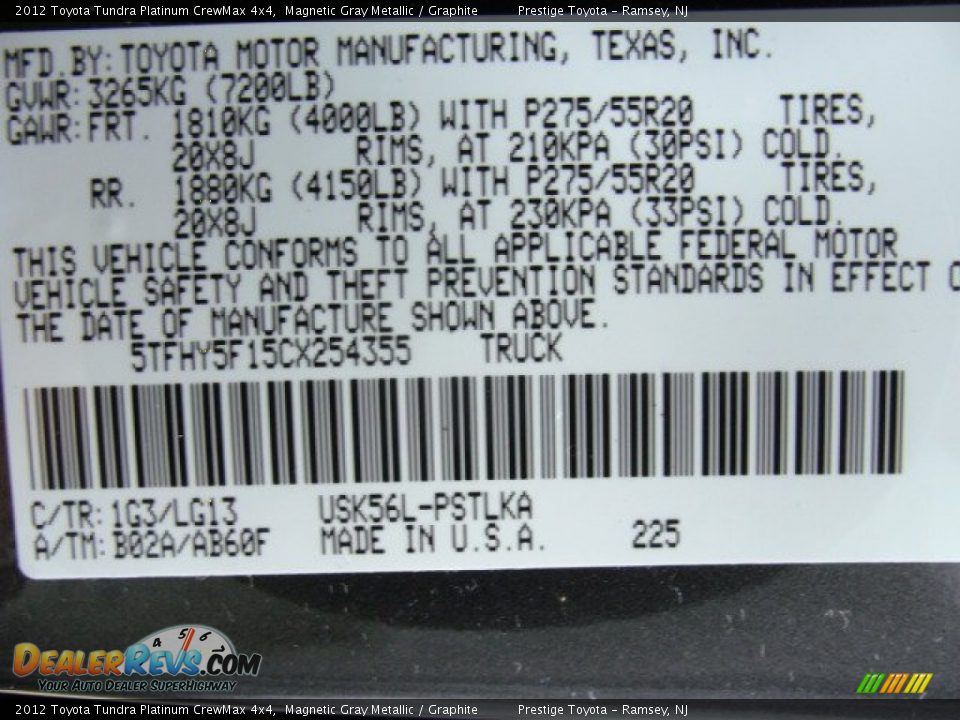 2012 Toyota Tundra Platinum CrewMax 4x4, Magnetic Gray Metallic / Graphite Prestige Toyota - Ramsey, NJ
MFD.BY:TOYOTA MOTOR MANUFACTURING, TEXAS, INC.
GVWR:3265KG (7200LB)
GAWR:FRT. 1810KG (4000LB) WITH P275/55R20 TIRES,
20X8J RIMS, AT 210KPA (30PSI) COLD.
RR. 1880KG (4150LB) WITH P275/55R20 TIRES,
20X8J RIMS, AT 230KPA (33PSI) COLD.
THIS VEHICLE CONFORMS TO ALL APPLICABLE FEDERAL MOTOR
VEHICLE SAFETY AND THEFT PREVENTION STANDARDS IN EFFECT O
THE DATE OF MANUFACTURE SHOWN ABOVE.
5TFHY5F15CX254355 TRUCK
C/TR:1G3/LG13 USK56L-PSTLKA
A/TM:B02A/AB60F MADE IN U.S.A. 225
4 5 6
DEALERREVS.COM
YOUR AUTO DEALER SUPERHIGHWAY
2012 Toyota Tundra Platinum CrewMax 4x4, Magnetic Gray Metallic / Graphite Prestige Toyota - Ramsey, NJ